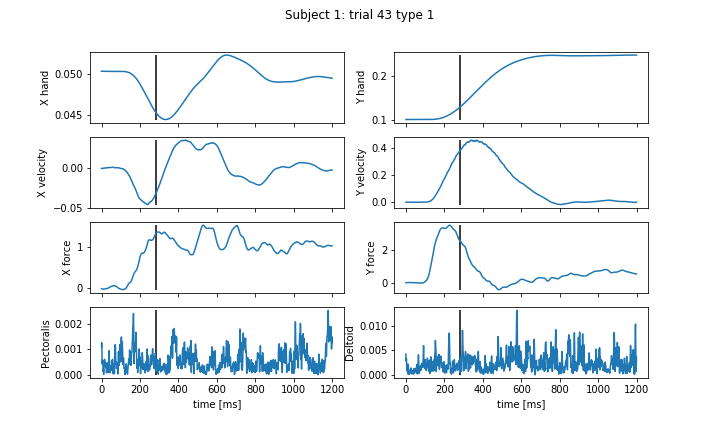 Subject 1: trial 43 type 1
X hand
0.050
0.045
Y hand
0.2
0.1
X velocity
0.00
−0.05
Y velocity
0.4
0.2
0.0
X force
1
0
Y force
2
0
Pectoralis
0.002
0.001
0.000
0 200 400 600 800 1000 1200
time [ms]
Deltoid
0.010
0.005
0.000
0 200 400 600 800 1000 1200
time [ms]